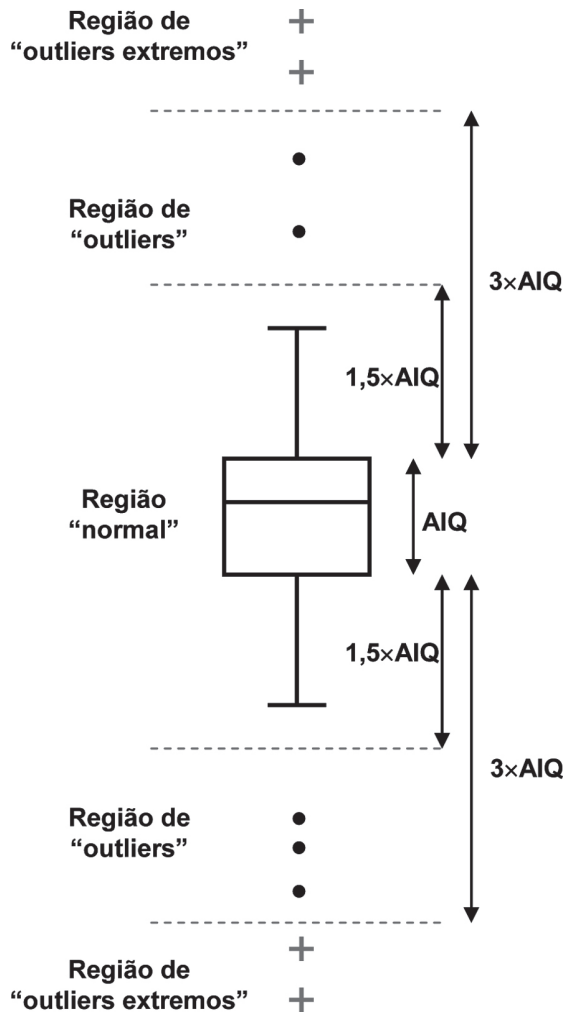 Região de
“outliers extremos”
Região de
“outliers”
3×AIQ
1,5×AIQ
Região
“normal”
AIQ
1,5×AIQ
3×AIQ
Região de
“outliers”
Região de
“outliers extremos”